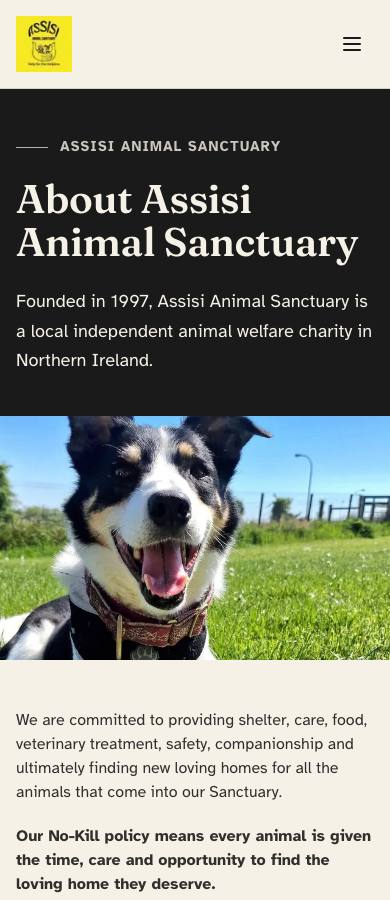 ASSISI
ANIMAL SANCTUARY
ASSISI ANIMAL SANCTUARY
About Assisi
Animal Sanctuary
Founded in 1997, Assisi Animal Sanctuary is
a local independent animal welfare charity in
Northern Ireland.
We are committed to providing shelter, care, food,
veterinary treatment, safety, companionship and
ultimately finding new loving homes for all the
animals that come into our Sanctuary.
Our No-Kill policy means every animal is given
the time, care and opportunity to find the
loving home they deserve.